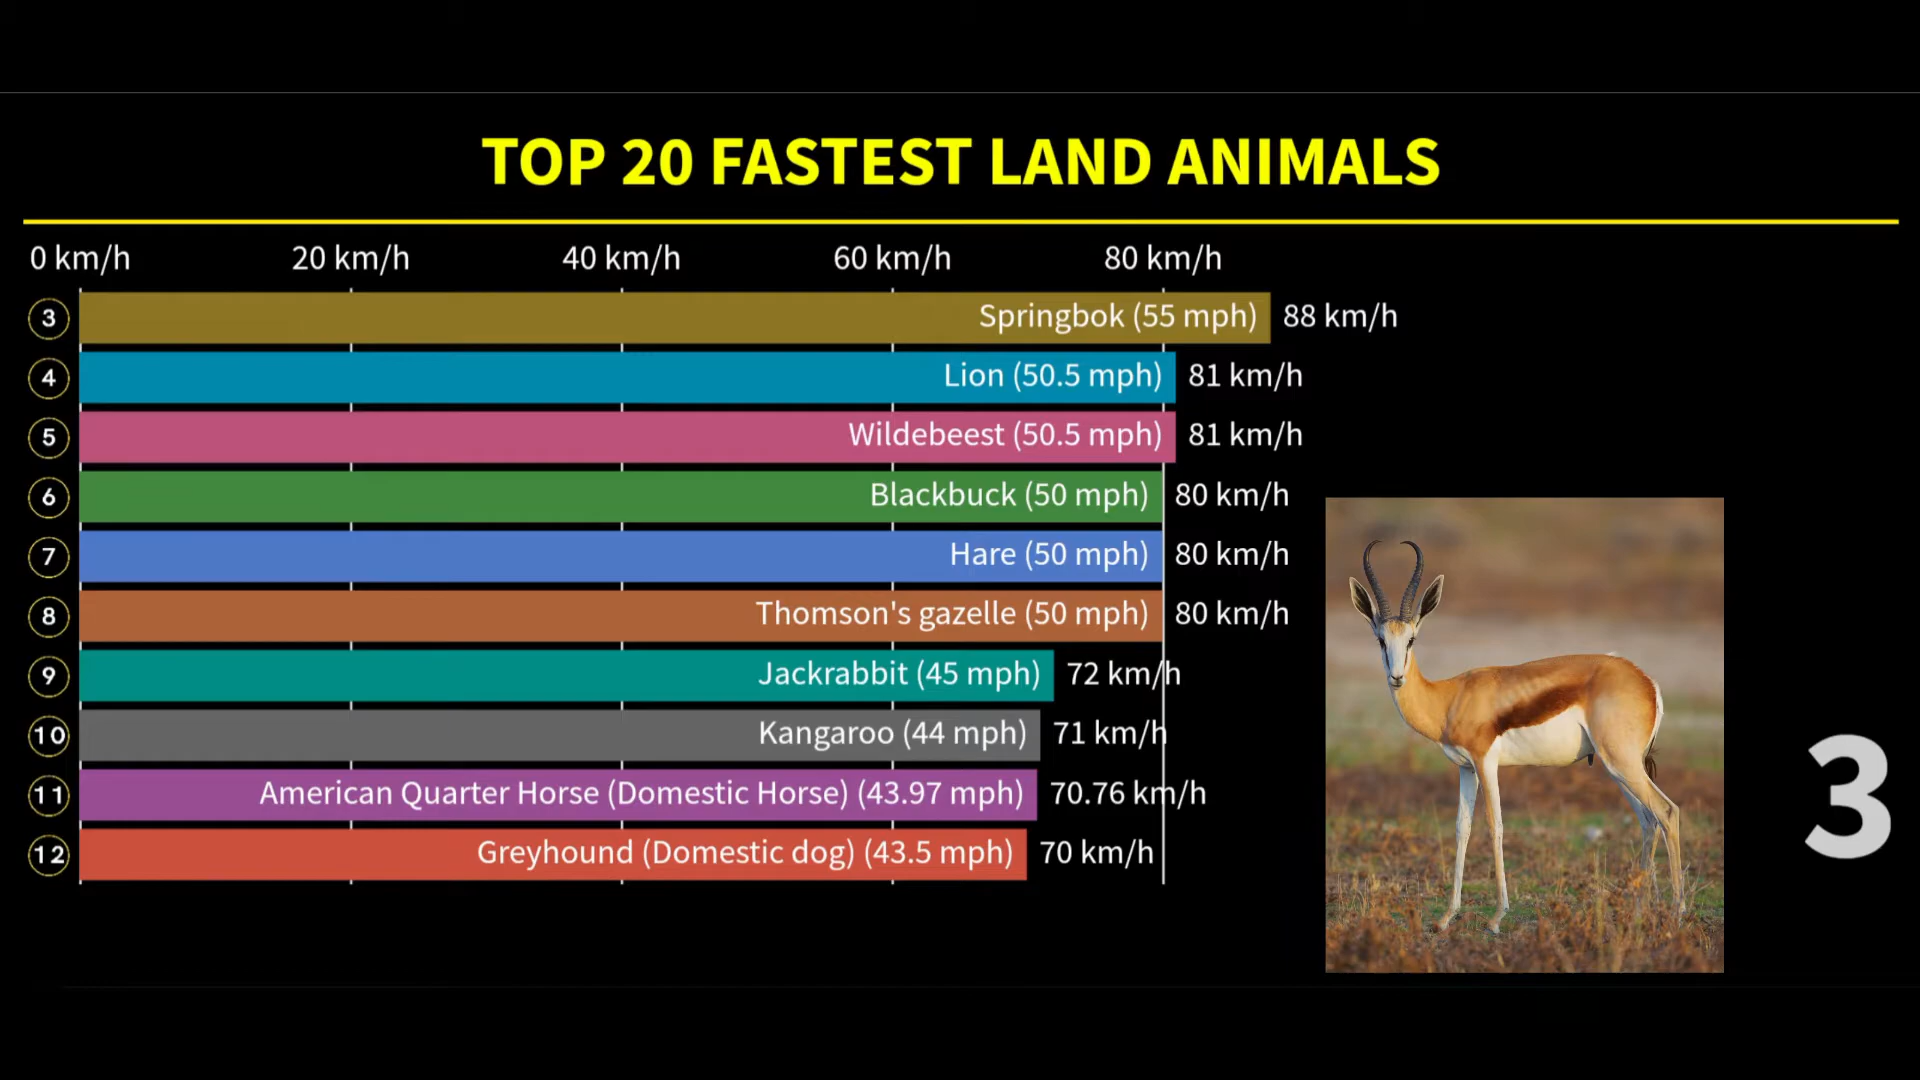 TOP 20 FASTEST LAND ANIMALS
0 km/h 20 km/h 40 km/h 60 km/h 80 km/h
3 Springbok (55 mph) 88 km/h
4 Lion (50.5 mph) 81 km/h
5 Wildebeest (50.5 mph) 81 km/h
6 Blackbuck (50 mph) 80 km/h
7 Hare (50 mph) 80 km/h
8 Thomson's gazelle (50 mph) 80 km/h
9 Jackrabbit (45 mph) 72 km/h
10 Kangaroo (44 mph) 71 km/h
11 American Quarter Horse (Domestic Horse) (43.97 mph) 70.76 km/h
12 Greyhound (Domestic dog) (43.5 mph) 70 km/h
3